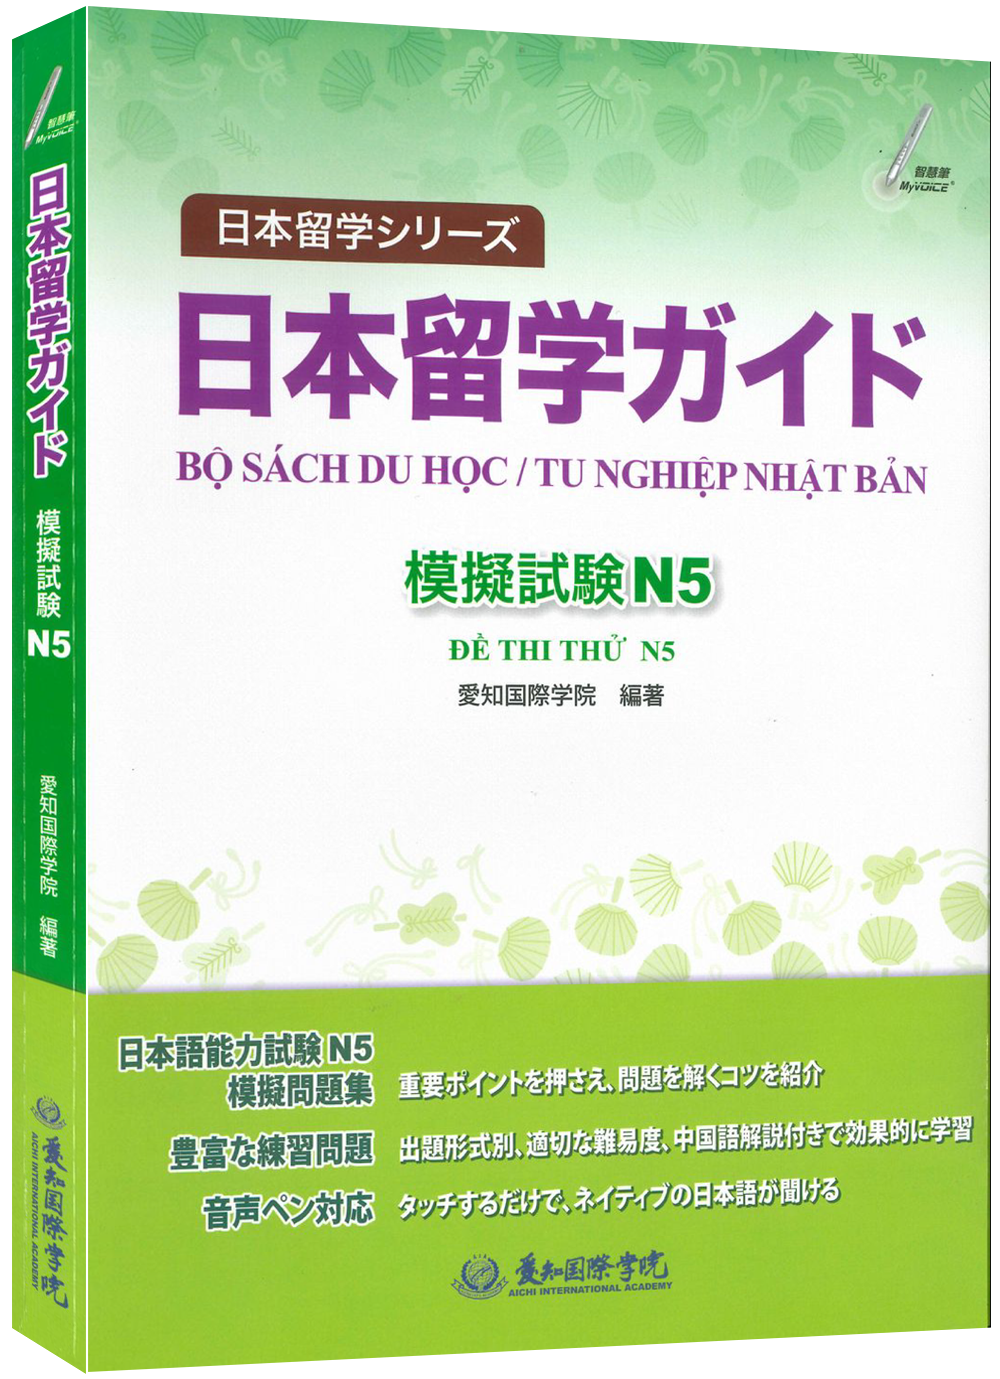 智慧筆
MyVOICE
日本留学ガイド
模擬試験
N5
愛知国際学院 編著
愛知国際学院
AICHI INTERNATIONAL ACADEMY
智慧筆
MyVOICE®
日本留学シリーズ
日本留学ガイド
BỘ SÁCH DU HỌC / TU NGHIỆP NHẬT BẢN
模擬試験N5
ĐỀ THI THỬ N5
愛知国際学院 編著
日本語能力試験 N5
模擬問題集
重要ポイントを押さえ、問題を解くコツを紹介
豊富な練習問題
出題形式別、適切な難易度、中国語解説付きで効果的に学習
音声ペン対応
タッチするだけで、ネイティブの日本語が聞ける
愛知国際学院
AICHI INTERNATIONAL ACADEMY